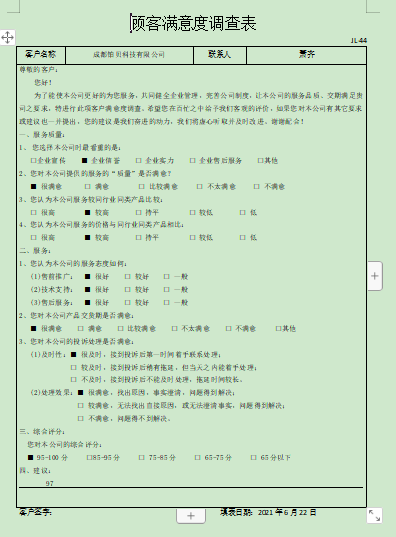 顾客满意度调查表
JL-44
客户名称 成都铂贝科技有限公司 联系人 萧齐
尊敬的客户：
您好！
为了能使本公司更好的为您服务，共同健全企业管理，完善公司制度，让本公司的服务品质、交期满足贵
司之要求，特进行此项客户满意度调查。希望您在百忙之中给予我们客观的评价，如果您对本公司有其它要求
或建议也一并提出，您的建议是我们奋进的动力，我们将虚心听取并及时改进。谢谢配合！
一、服务质量：
1、您选择本公司时最看重的是：
□企业宣传 ■ 企业信誉 □ 企业实力 □ 企业售后服务 □其他
2、您对本公司提供的服务的“质量”是否满意？
■ 很满意 □ 满意 □ 比较满意 □ 不太满意 □ 不满意
3、您认为本公司服务较同行业同类产品比较：
□ 很高 ■ 较高 □ 持平 □ 较低 □ 低
4、您认为本公司服务的价格与同行业同类产品相比：
□ 很高 ■ 较高 □ 持平 □ 较低 □ 低
二、服务：
1、您认为本公司的服务态度如何：
(1)售前推广： ■ 很好 □ 较好 □ 一般
(2)技术支持： ■ 很好 □ 较好 □ 一般
(3)售后服务： ■ 很好 □ 较好 □ 一般
2、您对本公司产品交货期是否满意：
■ 很满意 □ 满意 □ 比较满意 □ 不太满意 □ 不满意 □其他
3、您对本公司的投诉处理是否满意：
(1)及时性：■ 很及时，接到投诉后第一时间着手联系处理；
□ 较及时，接到投诉后稍有拖延，但当天之内能着手处理；
□ 不及时，接到投诉后不能及时处理，拖延时间较长。
(2)处理效果：■ 很满意，找出原因，事实澄清，问题得到解决；
□ 较满意，无法找出直接原因，或无法澄清事实，问题得到解决；
□ 不满意，问题得不到解决。
三、综合评分：
您对本公司的综合评分：
■ 95-100 分 □85-95 分 □ 75-85 分 □ 65-75 分 □ 65 分以下
四、建议：
97
客户签字： 填表日期：2021 年 6 月 22 日